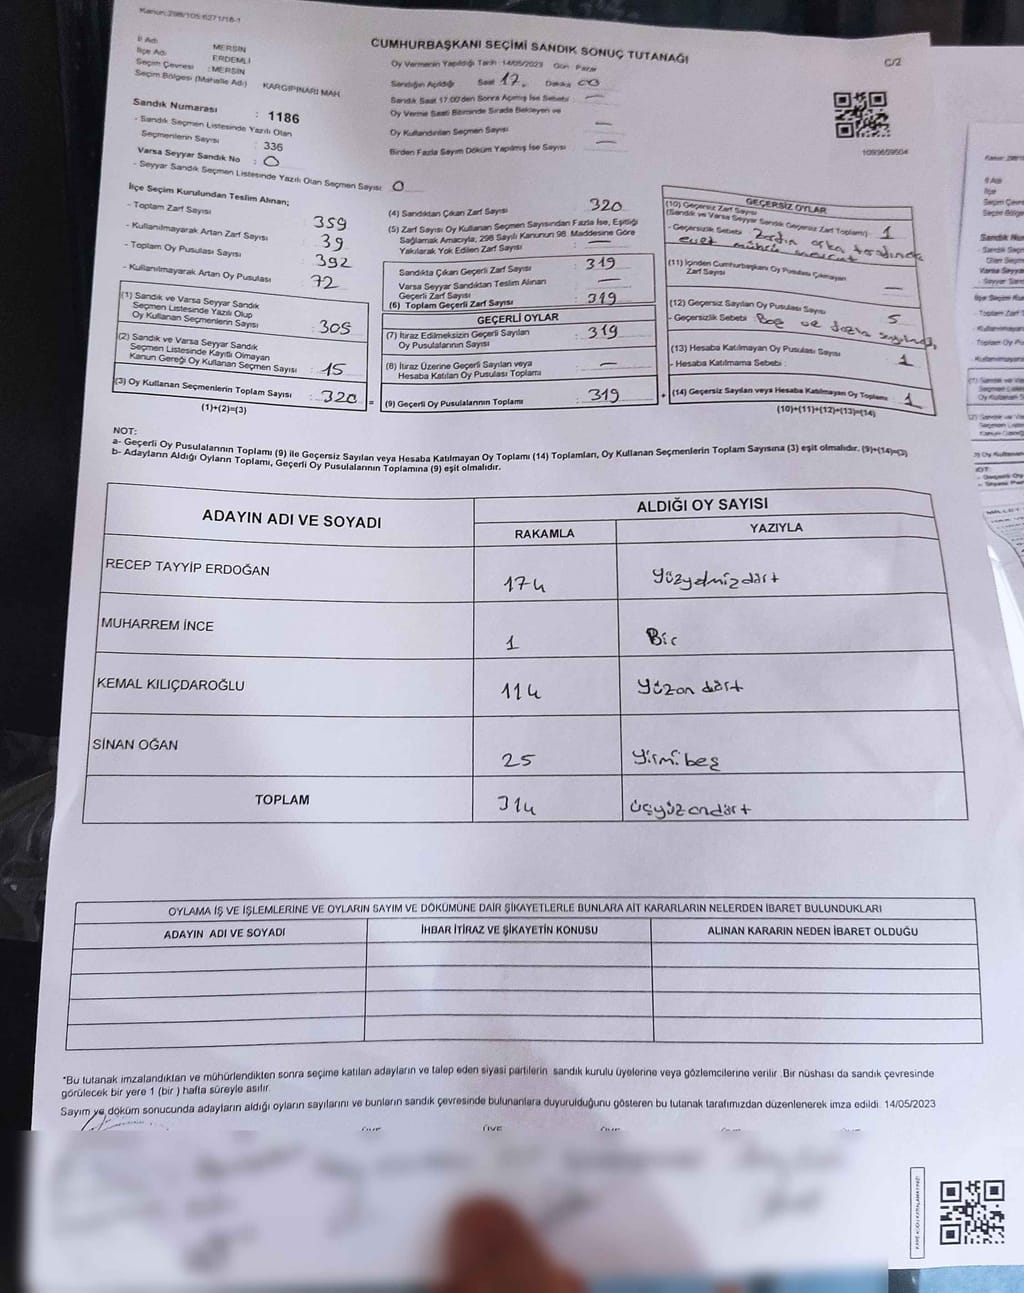 Kanun:298/105:6271/16-1
CUMHURBAŞKANI SEÇİMİ SANDIK SONUÇ TUTANAĞI
C/2
İl Adı : MERSİN
İlçe Adı : ERDEMLİ
Seçim Çevresi : MERSİN
Seçim Bölgesi (Mahalle Adı) KARGIPINARI MAH.
Sandık Numarası : 1186
- Sandık Seçmen Listesinde Yazılı Olan
Seçmenlerin Sayısı : 336
Varsa Seyyar Sandık No : 0
- Seyyar Sandık Seçmen Listesinde Yazılı Olan Seçmen Sayısı 0
Oy Vermenin Yapıldığı Tarih : 14/05/2023 Gün : Pazar
Sandığın Açıldığı Saat 17. Dakika 00
Sandık Saat 17:00'den Sonra Açılmış İse Sebebi : —
Oy Verme Saati Bitiminde Sırada Bekleyen ve
Oy Kullandırılan Seçmen Sayısı —
Birden Fazla Sayım Döküm Yapılmış İse Sayısı : —
1099659504
İlçe Seçim Kurulundan Teslim Alınan;
- Toplam Zarf Sayısı : 359
- Kullanılmayarak Artan Zarf Sayısı : 39
- Toplam Oy Pusulası Sayısı : 392
- Kullanılmayarak Artan Oy Pusulası : 72
(1) Sandık ve Varsa Seyyar Sandık
Seçmen Listesinde Yazılı Olup
Oy Kullanan Seçmenlerin Sayısı : 305
(2) Sandık ve Varsa Seyyar Sandık
Seçmen Listesinde Kayıtlı Olmayan
Kanun Gereği Oy Kullanan Seçmen Sayısı : 15
(3) Oy Kullanan Seçmenlerin Toplam Sayısı : 320 =
(1)+(2)=(3)
(4) Sandıktan Çıkan Zarf Sayısı : 320
(5) Zarf Sayısı Oy Kullanan Seçmen Sayısından Fazla İse, Eşitliği
Sağlamak Amacıyla, 298 Sayılı Kanunun 98. Maddesine Göre
Yakılarak Yok Edilen Zarf Sayısı : —
Sandıkta Çıkan Geçerli Zarf Sayısı : 319
Varsa Seyyar Sandıktan Teslim Alınan
Geçerli Zarf Sayısı : —
(6) Toplam Geçerli Zarf Sayısı : 319
GEÇERLİ OYLAR
(7) İtiraz Edilmeksizin Geçerli Sayılan
Oy Pusulalarının Sayısı : 319
(8) İtiraz Üzerine Geçerli Sayılan veya
Hesaba Katılan Oy Pusulası Toplamı : —
(9) Geçerli Oy Pusulalarının Toplamı : 319 +
GEÇERSİZ OYLAR
(10) Geçersiz Zarf Sayısı
(Sandık ve Varsa Seyyar Sandık Geçersiz Zarf Toplamı) : 1
- Geçersizlik Sebebi : Zarfın arka tarafında
evet mührü mevcut
(11) İçinden Cumhurbaşkanı Oy Pusulası Çıkmayan
Zarf Sayısı : —
(12) Geçersiz Sayılan Oy Pusulası Sayısı : 5
- Geçersizlik Sebebi : Boş ve
(13) Hesaba Katılmayan Oy Pusulası Sayısı : 1
- Hesaba Katılmama Sebebi :
(14) Geçersiz Sayılan veya Hesaba Katılmayan Oy Toplamı : 1
(10)+(11)+(12)+(13)=(14)
NOT:
a- Geçerli Oy Pusulalarının Toplamı (9) ile Geçersiz Sayılan veya Hesaba Katılmayan Oy Toplamı (14) Toplamları, Oy Kullanan Seçmenlerin Toplam Sayısına (3) eşit olmalıdır. (9)+(14)=(3)
b- Adayların Aldığı Oyların Toplamı, Geçerli Oy Pusulalarının Toplamına (9) eşit olmalıdır.
ADAYIN ADI VE SOYADI ALDIĞI OY SAYISI
RAKAMLA YAZIYLA
RECEP TAYYİP ERDOĞAN 174 yüzyetmişdört
MUHARREM İNCE 1 Bir
KEMAL KILIÇDAROĞLU 114 yüzondört
SİNAN OĞAN 25 yirmibeş
TOPLAM 314 üçyüzondört
OYLAMA İŞ VE İŞLEMLERİNE VE OYLARIN SAYIM VE DÖKÜMÜNE DAİR ŞİKAYETLERLE BUNLARA AİT KARARLARIN NELERDEN İBARET BULUNDUKLARI
ADAYIN ADI VE SOYADI İHBAR İTİRAZ VE ŞİKAYETİN KONUSU ALINAN KARARIN NEDEN İBARET OLDUĞU
*Bu tutanak imzalandıktan ve mühürlendikten sonra seçime katılan adayların ve talep eden siyasi partilerin sandık kurulu üyelerine veya gözlemcilerine verilir .Bir nüshası da sandık çevresinde
görülecek bir yere 1 (bir ) hafta süreyle asılır.
Sayım ve döküm sonucunda adayların aldığı oyların sayılarını ve bunların sandık çevresinde bulunanlara duyurulduğunu gösteren bu tutanak tarafımızdan düzenlenerek imza edildi. 14/05/2023